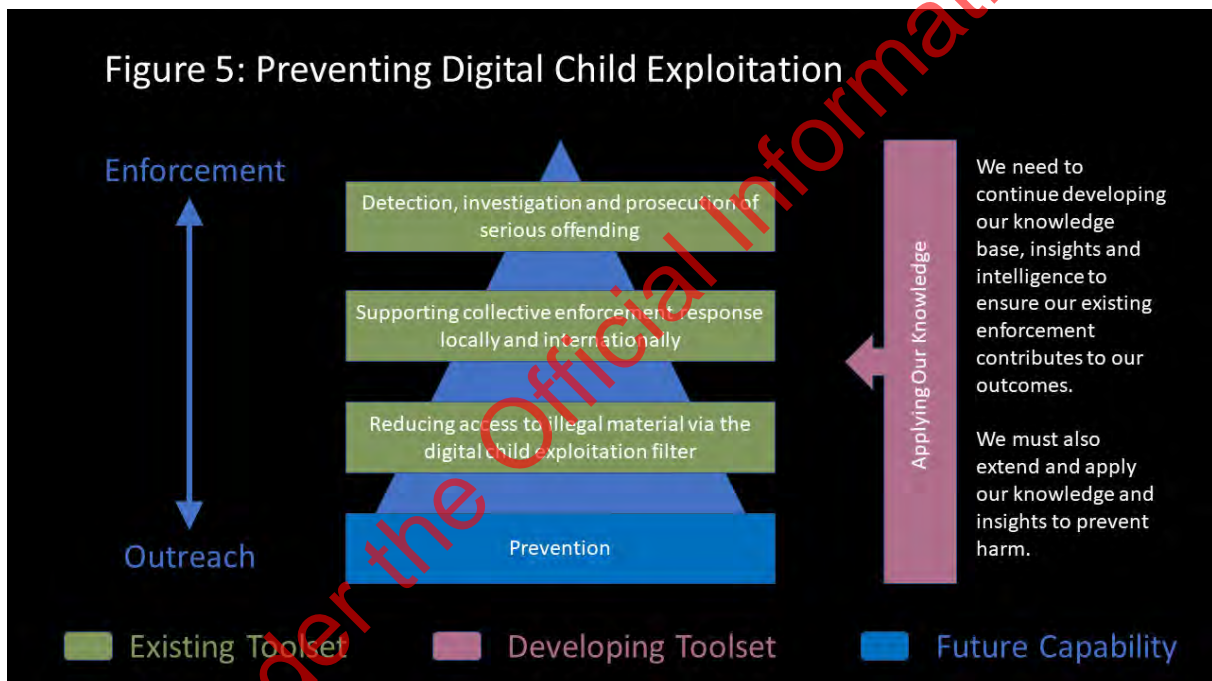 Figure 5: Preventing Digital Child Exploitation
Enforcement
Outreach
Detection, investigation and prosecution of
serious offending
Supporting collective enforcement response
locally and internationally
Reducing access to illegal material via the
digital child exploitation filter
Prevention
Applying Our Knowledge
We need to
continue developing
our knowledge
base, insights and
intelligence to
ensure our existing
enforcement
contributes to our
outcomes.
We must also
extend and apply
our knowledge and
insights to prevent
harm.
Existing Toolset
Developing Toolset
Future Capability
the Official